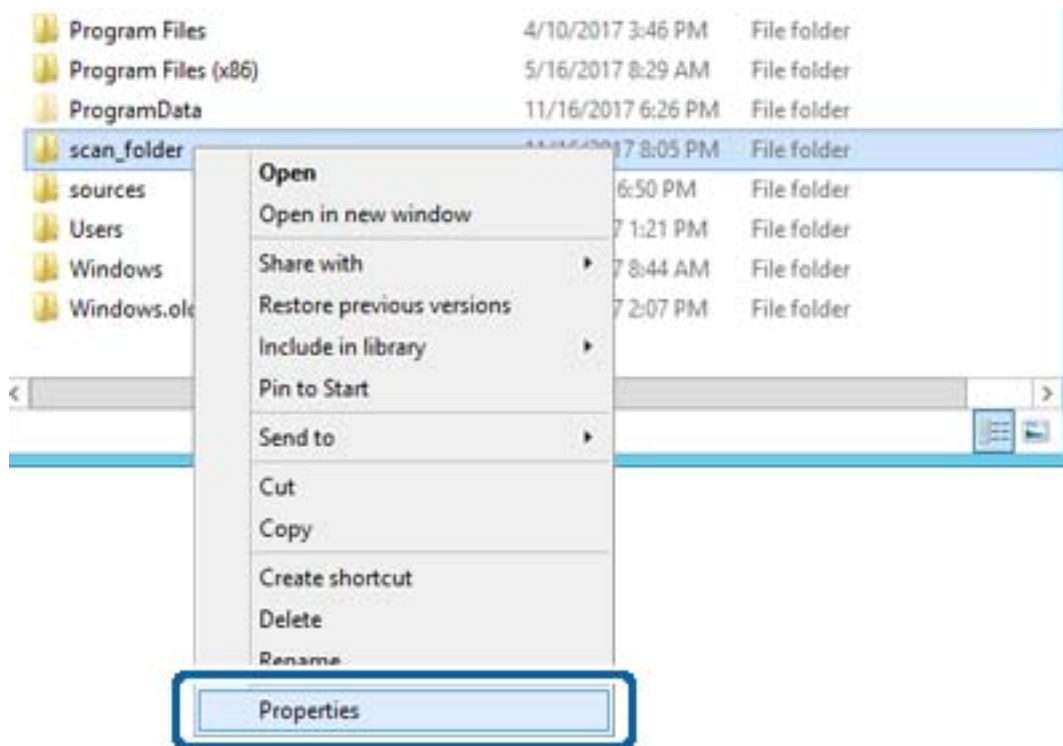 Program Files 4/10/2017 3:46 PM File folder
Program Files (x86) 5/16/2017 8:29 AM File folder
ProgramData 11/16/2017 6:26 PM File folder
scan_folder 8:05 PM File folder
sources 6:50 PM File folder
Users 1:21 PM File folder
Windows 8:44 AM File folder
Windows.old 2:07 PM File folder
Open
Open in new window
Share with
Restore previous versions
Include in library
Pin to Start
Send to
Cut
Copy
Create shortcut
Delete
Rename
Properties